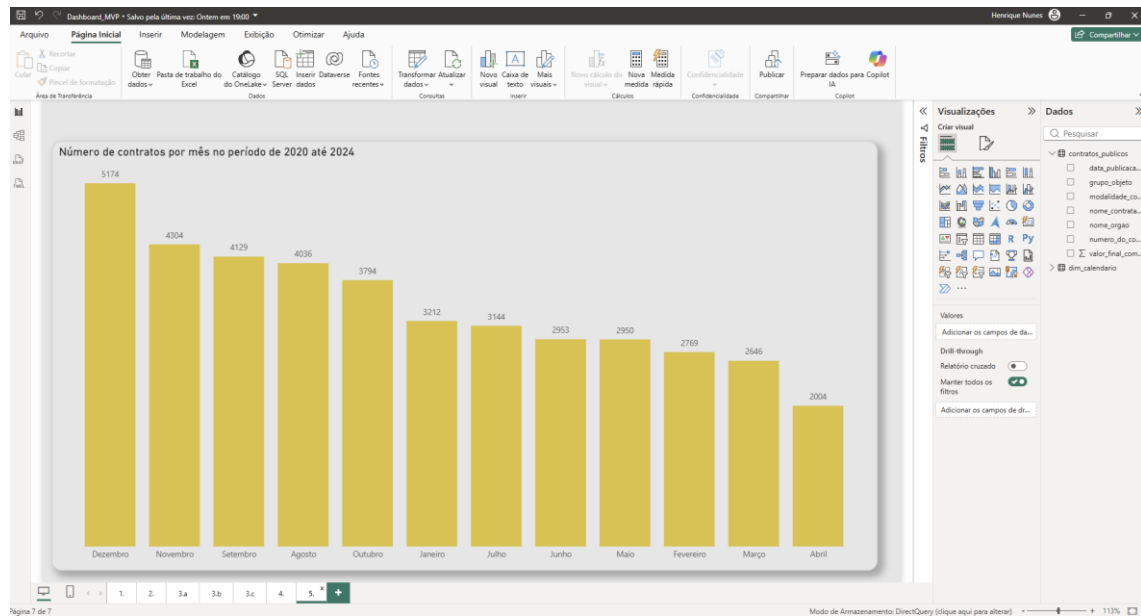 Dashboard_MVP • Salvo pela última vez: Ontem em 19:00
Henrique Nunes
Arquivo Página Inicial Inserir Modelagem Exibição Otimizar Ajuda
Compartilhar
Colar
Recortar
Copiar
Pincel de formatação
Obter dados
Pasta de trabalho do Excel
Catálogo do OneLake
SQL Server
Inserir dados
Dataverse
Fontes recentes
Transformar dados
Atualizar
Novo visual
Caixa de texto
Mais visuais
Novo cálculo do visual
Nova medida
Medida rápida
Confidencialidade
Publicar
Preparar dados para IA
Copilot
Área de Transferência Dados Consultas Inserir Cálculos Confidencialidade Compartilhar Copilot
Número de contratos por mês no período de 2020 até 2024
5174 4304 4129 4036 3794 3212 3144 2953 2950 2769 2646 2004
Dezembro Novembro Setembro Agosto Outubro Janeiro Julho Junho Maio Fevereiro Março Abril
Filtros
Visualizações
Criar visual
R Py
Valores
Adicionar os campos de da...
Drill-through
Relatório cruzado
Manter todos os
filtros
Adicionar os campos de dr...
Dados
Pesquisar
contratos_publicos
data_publicaca...
grupo_objeto
modalidade_co...
nome_contrata...
nome_orgao
numero_do_co...
Σ valor_final_com...
dim_calendario
1. 2. 3.a 3.b 3.c 4. 5.
Página 7 de 7
Modo de Armazenamento: DirectQuery (clique aqui para alterar)
113%